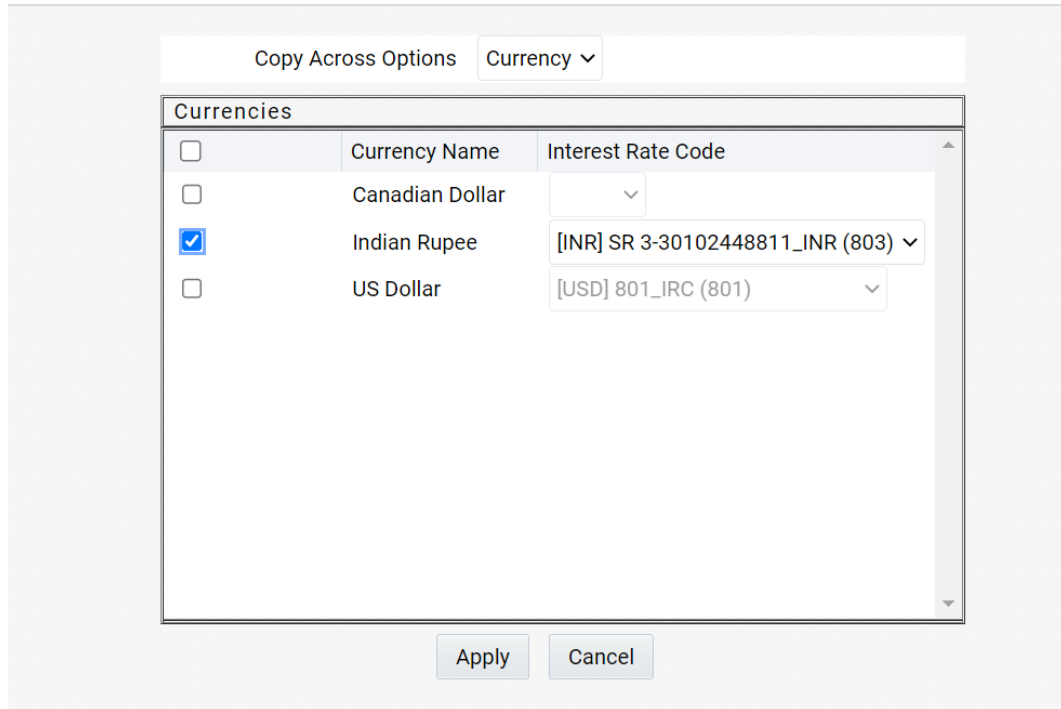 Copy Across Options Currency
Currencies
Currency Name Interest Rate Code
Canadian Dollar
Indian Rupee [INR] SR 3-30102448811_INR (803)
US Dollar [USD] 801_IRC (801)
Apply Cancel